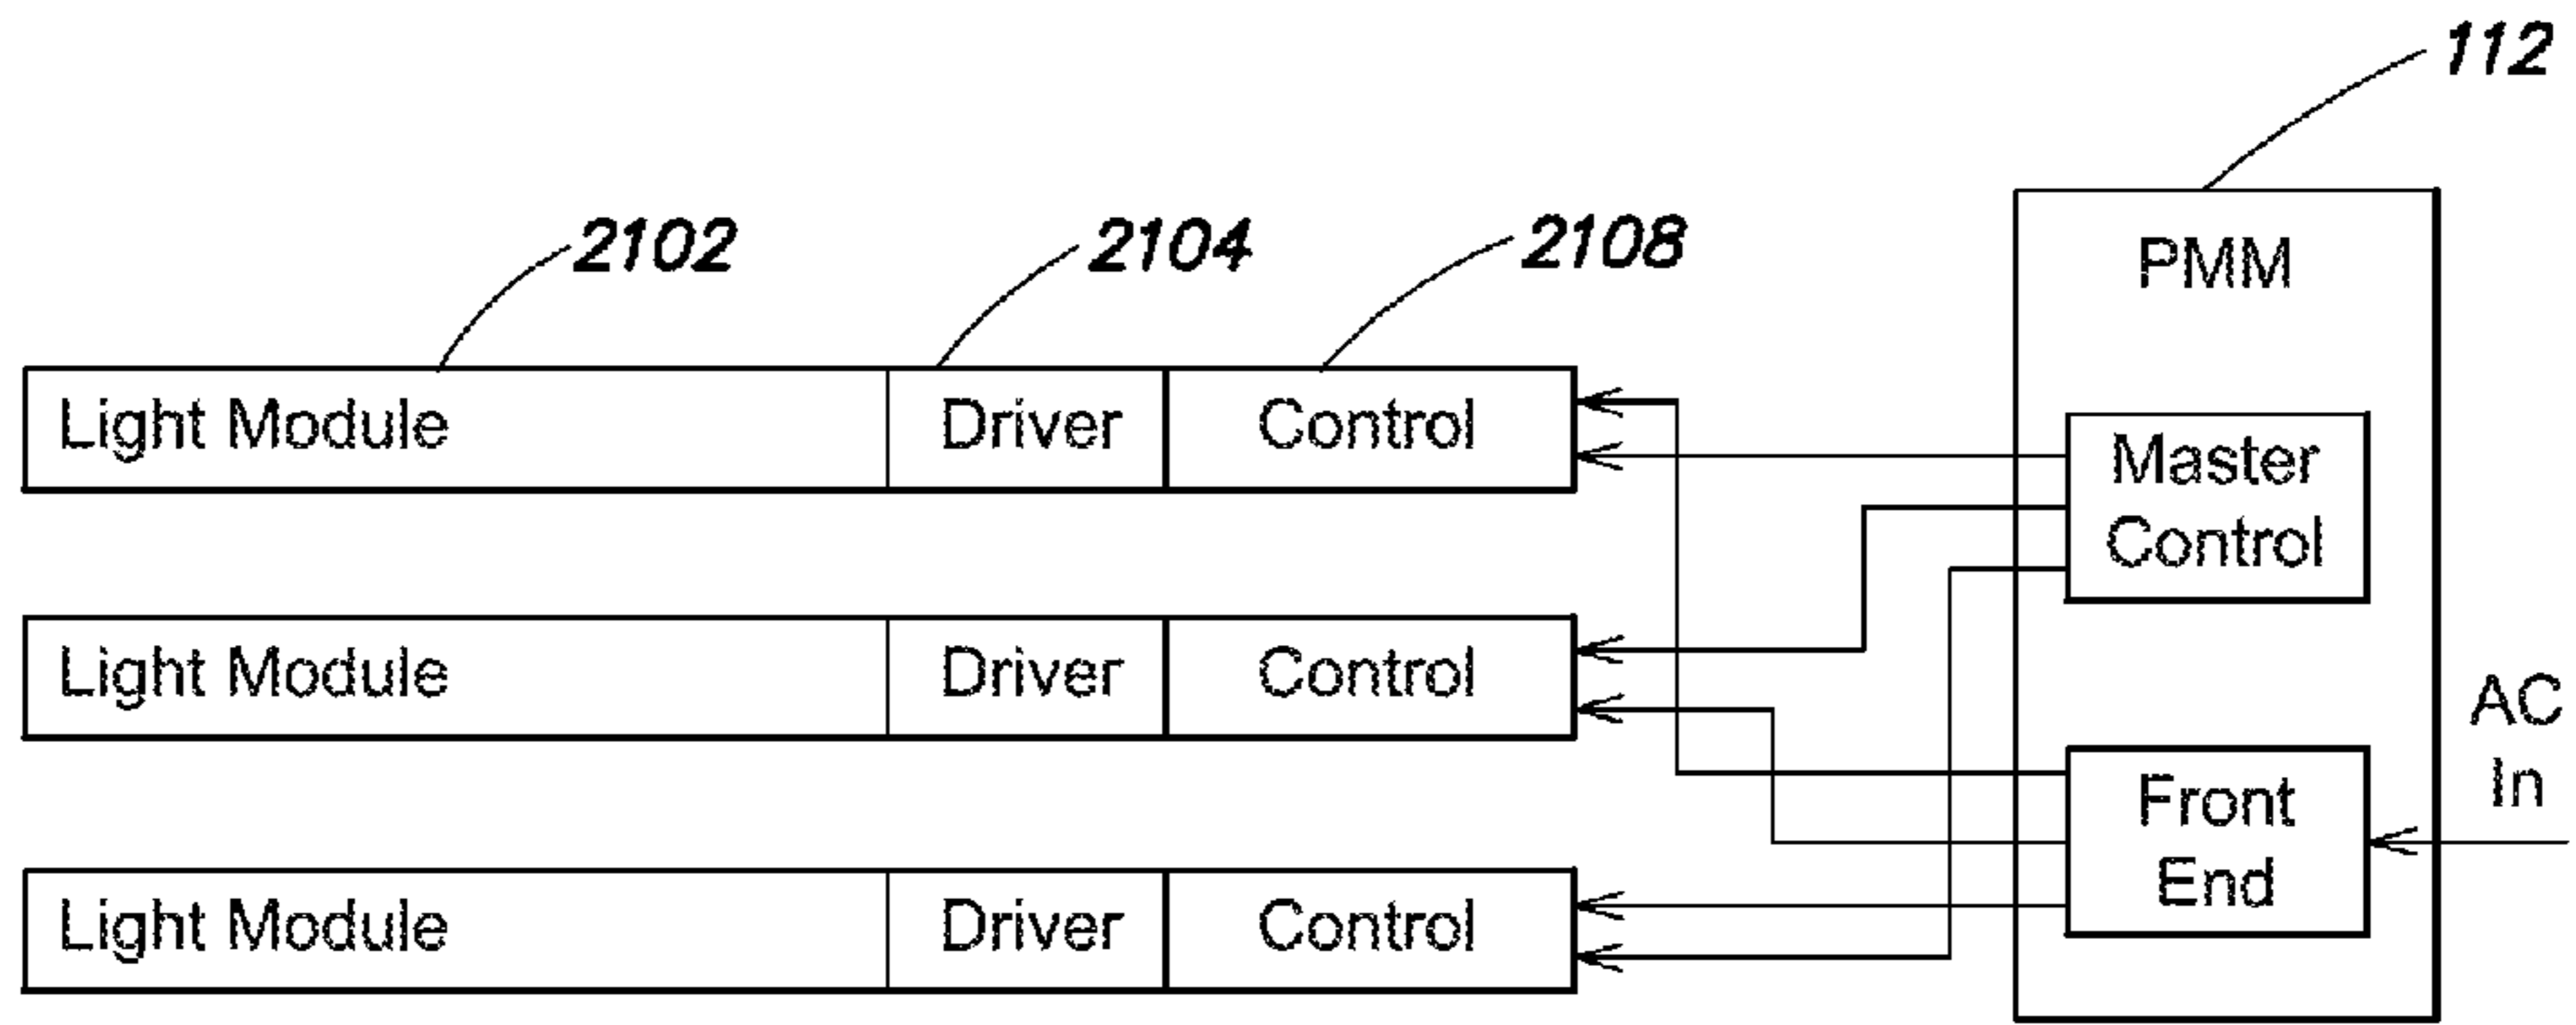 112
2102
2104
2108
PMM
Light Module Driver Control
Master
Control
Light Module Driver Control
AC
In
Front
End
Light Module Driver Control